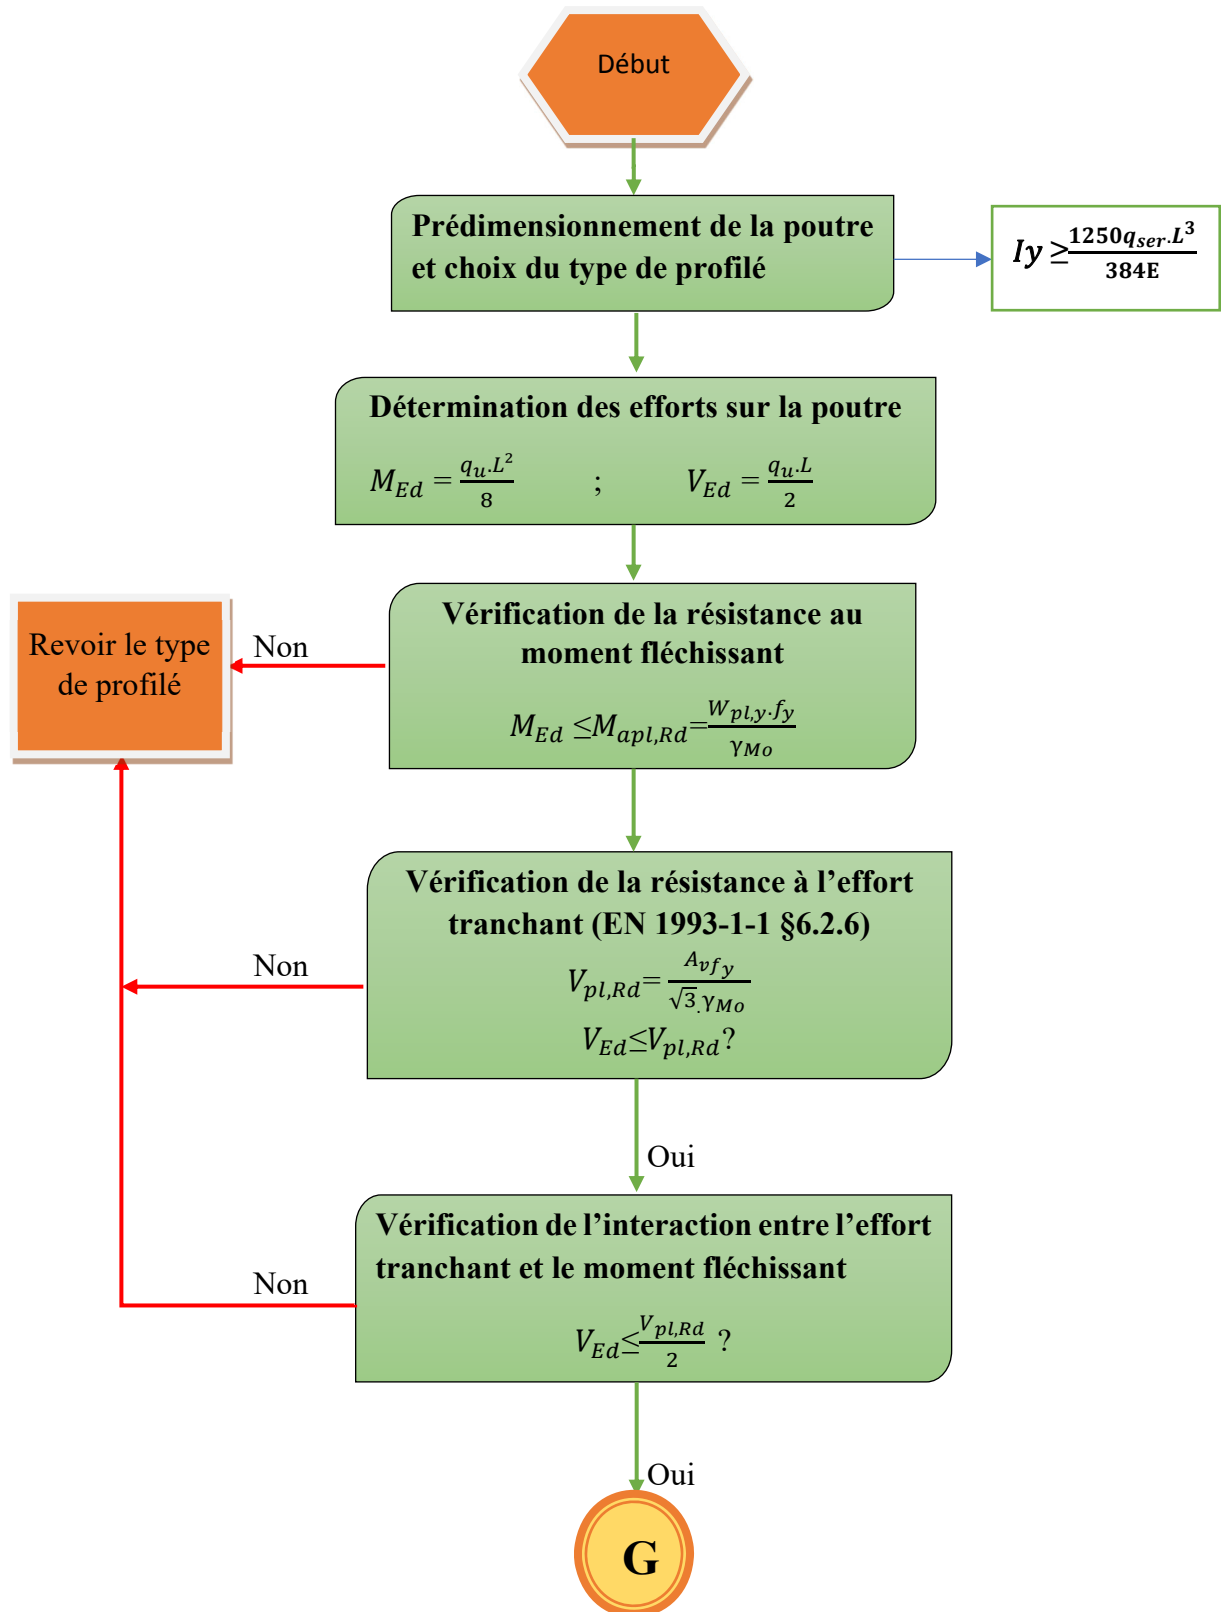 Début
Prédimensionnement de la poutre
et choix du type de profilé
Iy ≥ 1250q_ser.L^3 / 384E
Détermination des efforts sur la poutre
M_Ed = q_u.L^2 / 8 ; V_Ed = q_u.L / 2
Vérification de la résistance au
moment fléchissant
M_Ed ≤ M_apl,Rd = W_pl,y.f_y / γ_Mo
Non
Revoir le type
de profilé
Vérification de la résistance à l’effort
tranchant (EN 1993-1-1 §6.2.6)
V_pl,Rd = A_vf_y / √3.γ_Mo
V_Ed ≤ V_pl,Rd ?
Non
Oui
Vérification de l’interaction entre l’effort
tranchant et le moment fléchissant
V_Ed ≤ V_pl,Rd / 2 ?
Non
Oui
G